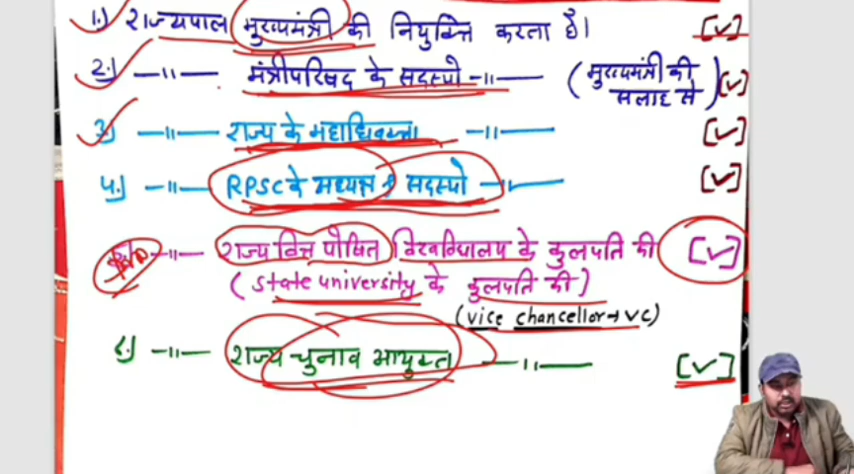 1.) राज्यपाल मुख्यमंत्री की नियुक्ति करता है। [✓]
2.) —〃— मंत्रीपरिषद के सदस्यो —〃— (मुख्यमंत्री की सलाह से) [✓]
3.) —〃— राज्य के महाधिवक्ता —〃— [✓]
4.) —〃— RPSC के अध्यक्ष व सदस्यो —〃— [✓]
—〃— राज्य वित्त पोषित विश्वविद्यालय के कुलपति की [✓]
(State university के कुलपति की)
(vice chancellor→VC)
—〃— राज्य चुनाव आयुक्त —〃— [✓]